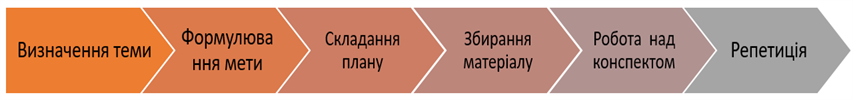 Визначення теми
Формулюва
ння мети
Складання
плану
Збирання
матеріалу
Робота над
конспектом
Репетиція